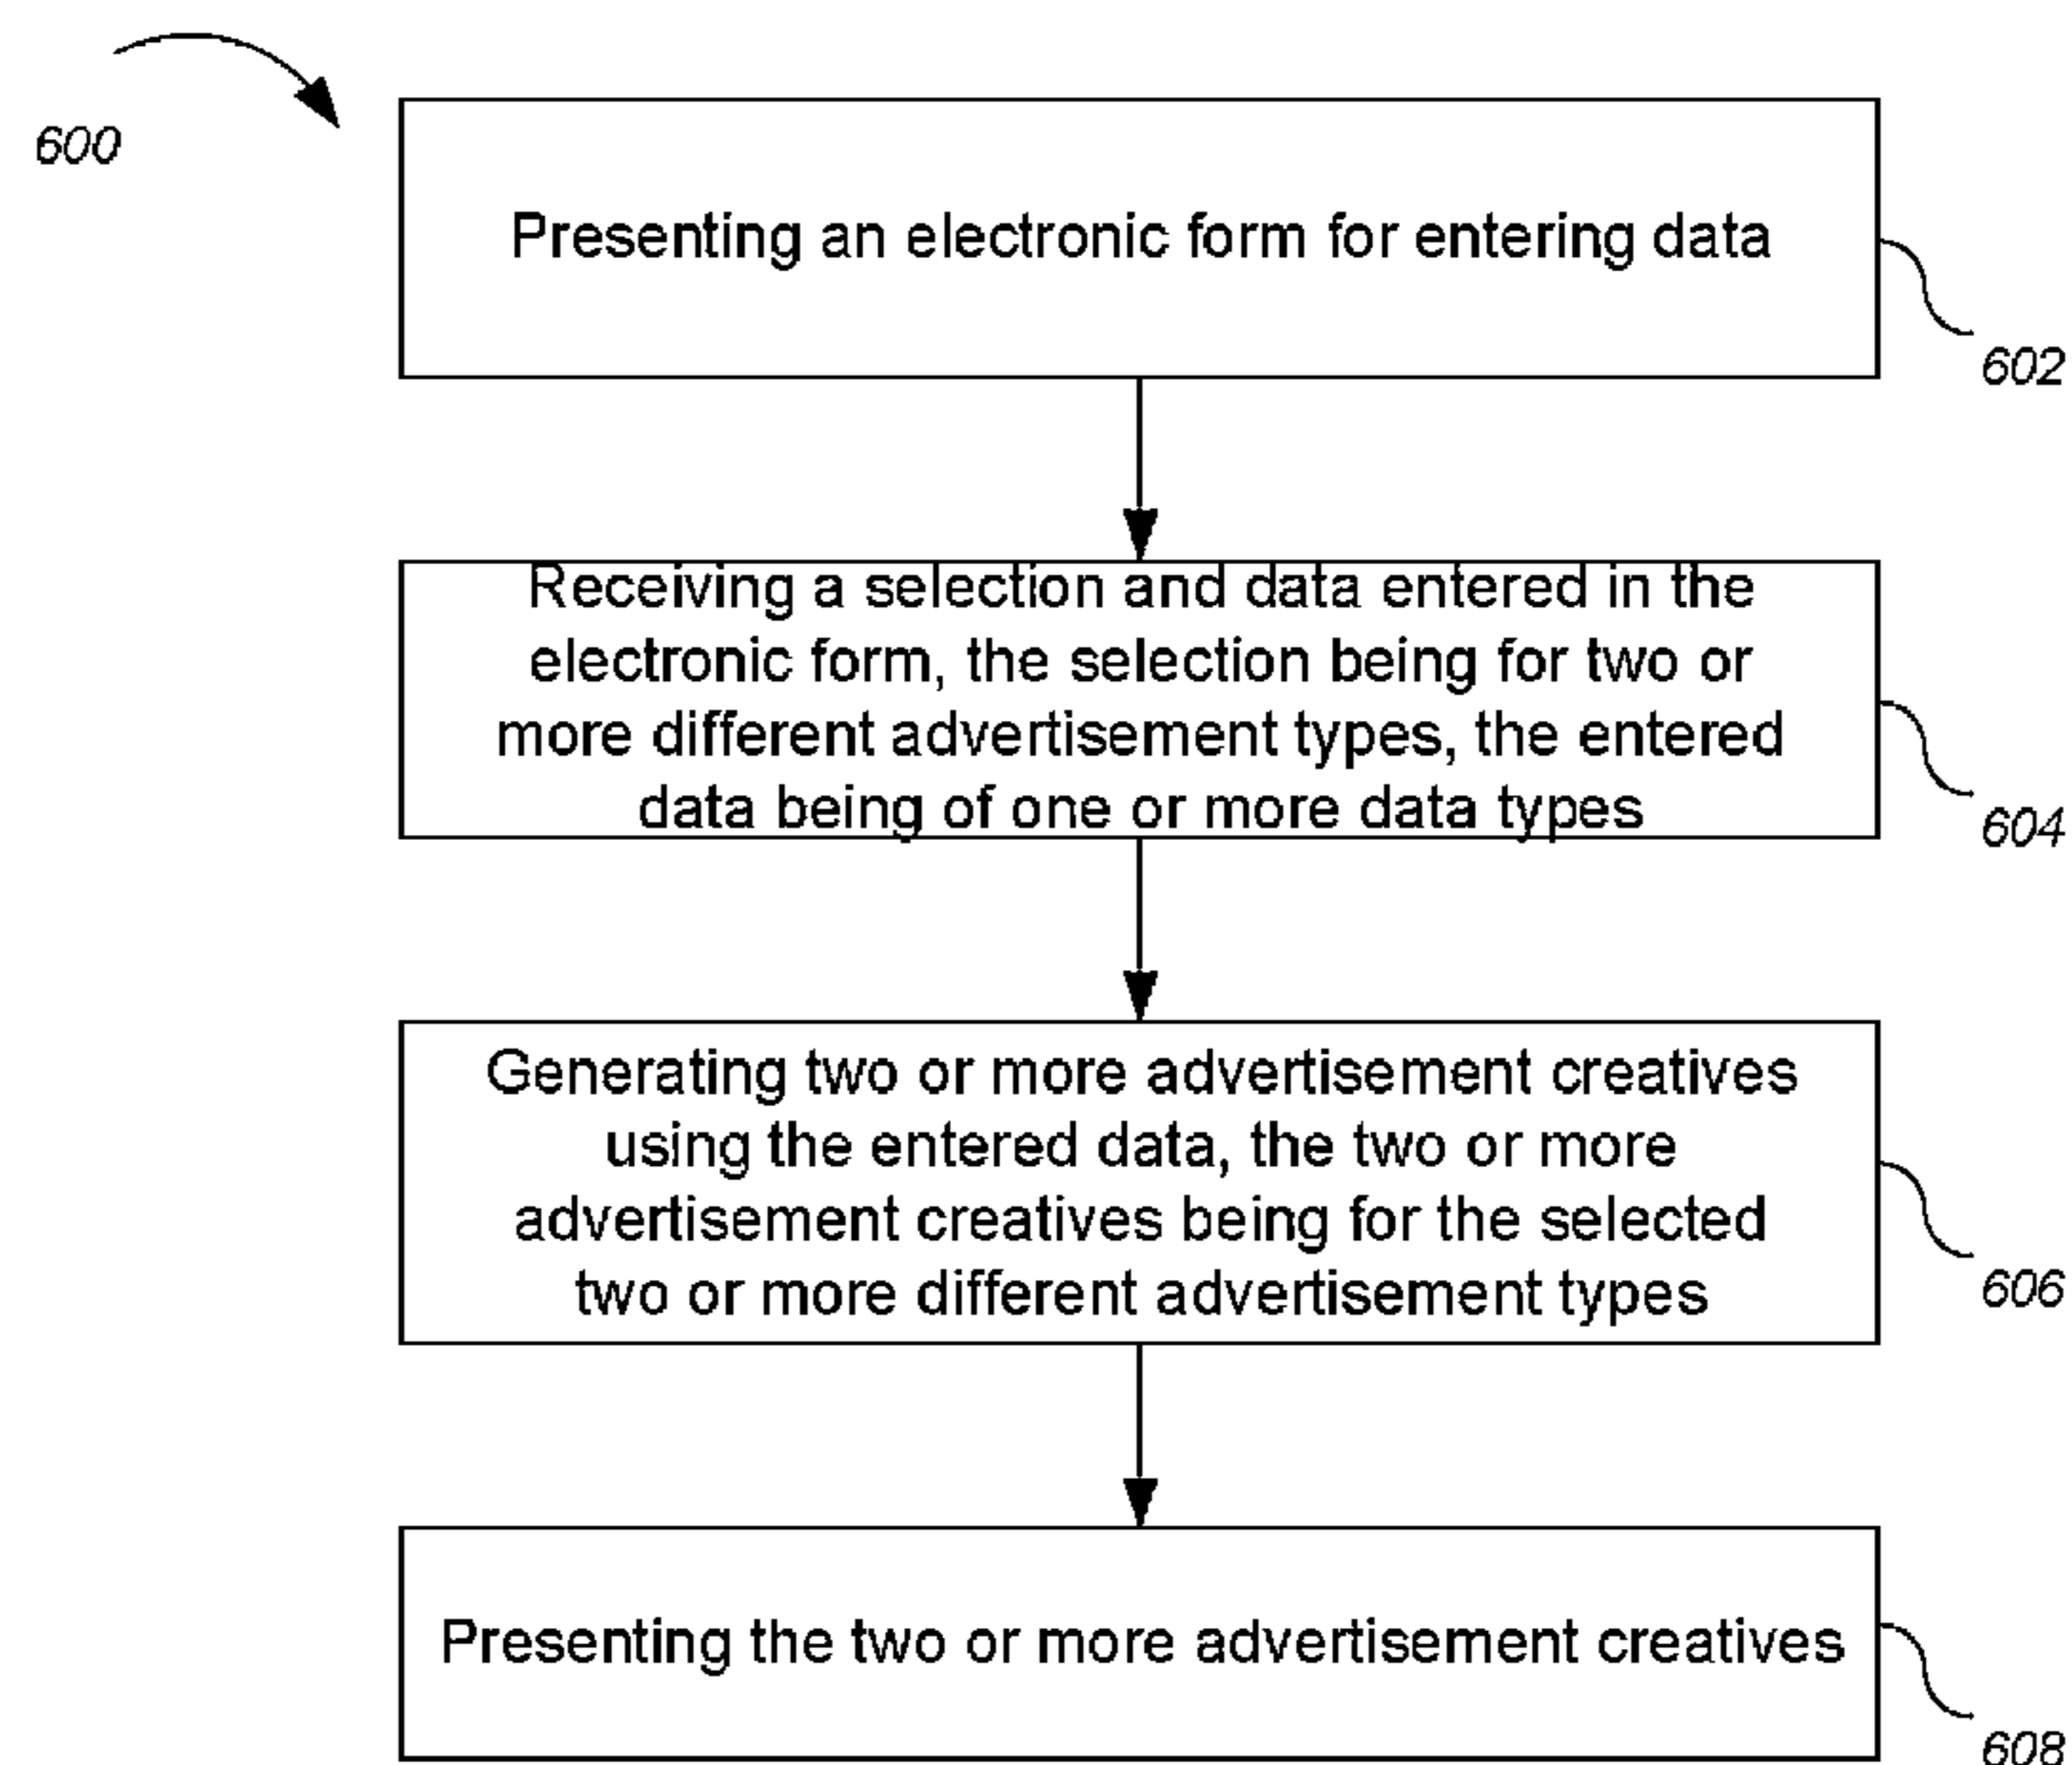 600
Presenting an electronic form for entering data
602
Receiving a selection and data entered in the
electronic form, the selection being for two or
more different advertisement types, the entered
data being of one or more data types
604
Generating two or more advertisement creatives
using the entered data, the two or more
advertisement creatives being for the selected
two or more different advertisement types
606
Presenting the two or more advertisement creatives
608